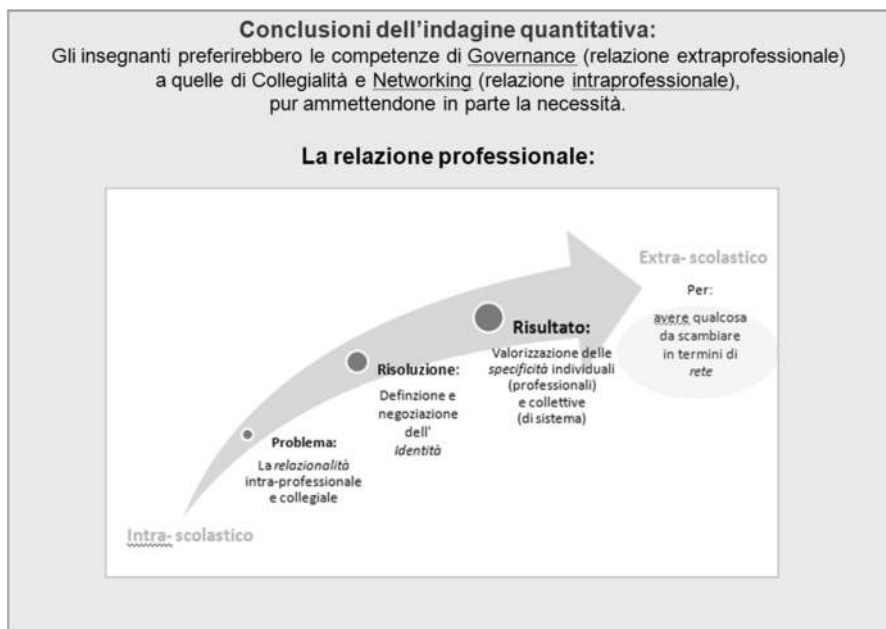 Conclusioni dell'indagine quantitativa:
Gli insegnanti preferirebbero le competenze di Governance (relazione extraprofessionale)
a quelle di Collegialità e Networking (relazione intraprofessionale),
pur ammettendone in parte la necessità.
La relazione professionale:
Intra- scolastico
Problema:
La relazionalità
intra-professionale
e collegiale
Risoluzione:
Definzione e
negoziazione
dell'
Identità
Risultato:
Valorizzazione delle
specificità individuali
(professionali)
e collettive
(di sistema)
Extra- scolastico
Per:
avere qualcosa
da scambiare
in termini di
rete